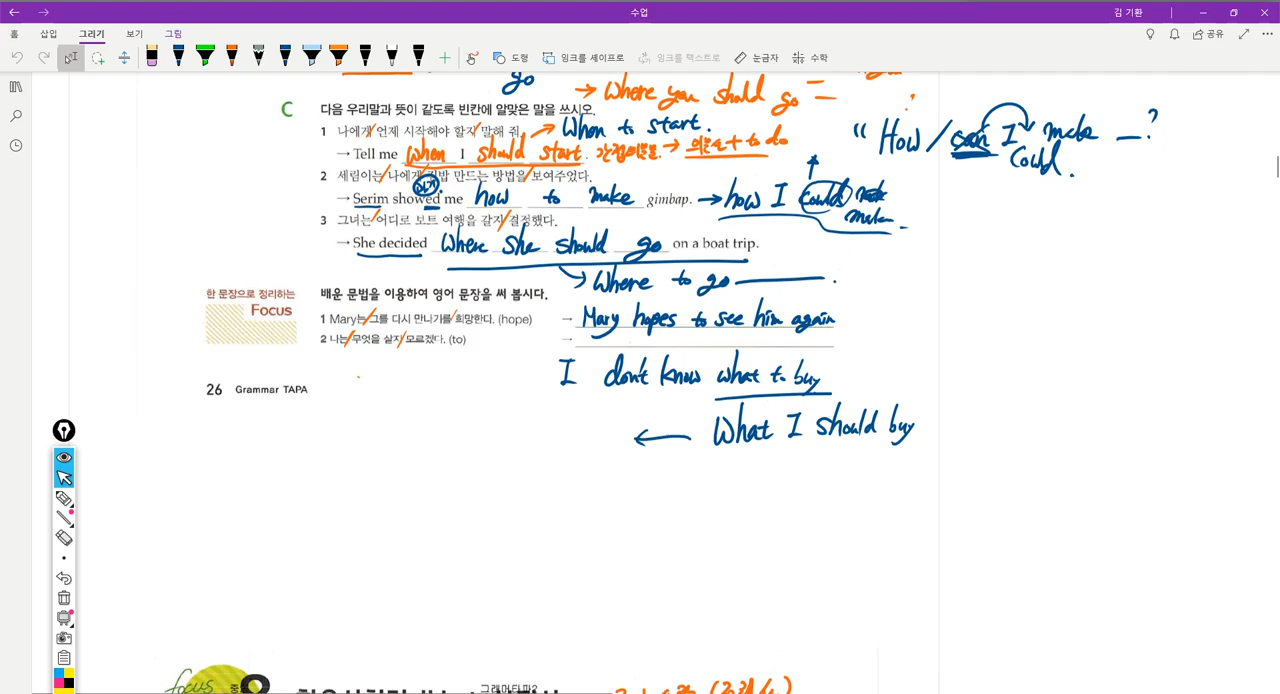 수업
김 기환
홈 삽입 그리기 보기 그림
공유
도형 잉크를 셰이프로 잉크를 텍스트로 눈금자 수학
go → Where you should go ?
C 다음 우리말과 뜻이 같도록 빈칸에 알맞은 말을 쓰시오.
"How / can I make ?
could.
1 나에게 언제 시작해야 할지 말해 줘. → When to start.
→ Tell me when I should start. 간접의문문. → 의문사 + to do
2 세림이는 나에게 김밥 만드는 방법을 보여주었다.
과거
→ Serim showed me how to make gimbap. → how I could make
3 그녀는 어디로 보트 여행을 갈지 결정했다.
→ She decided where she should go on a boat trip.
→ Where to go .
한 문장으로 정리하는 Focus
배운 문법을 이용하여 영어 문장을 써 봅시다.
1 Mary는 그를 다시 만나기를 희망한다. (hope) → Mary hopes to see him again
2 나는 무엇을 살지 모르겠다. (to) →
I don't know what to buy
← What I should buy
26 Grammar TAPA
focus
그래머타파2